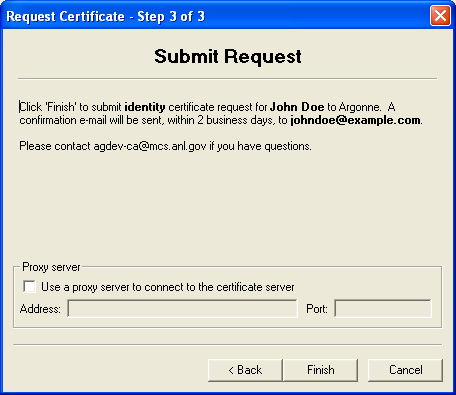 Request Certificate - Step 3 of 3
Submit Request
Click 'Finish' to submit identity certificate request for John Doe to Argonne. A
confirmation e-mail will be sent, within 2 business days, to johndoe@example.com.
Please contact agdev-ca@mcs.anl.gov if you have questions.
Proxy server
Use a proxy server to connect to the certificate server
Address: Port:
< Back Finish Cancel